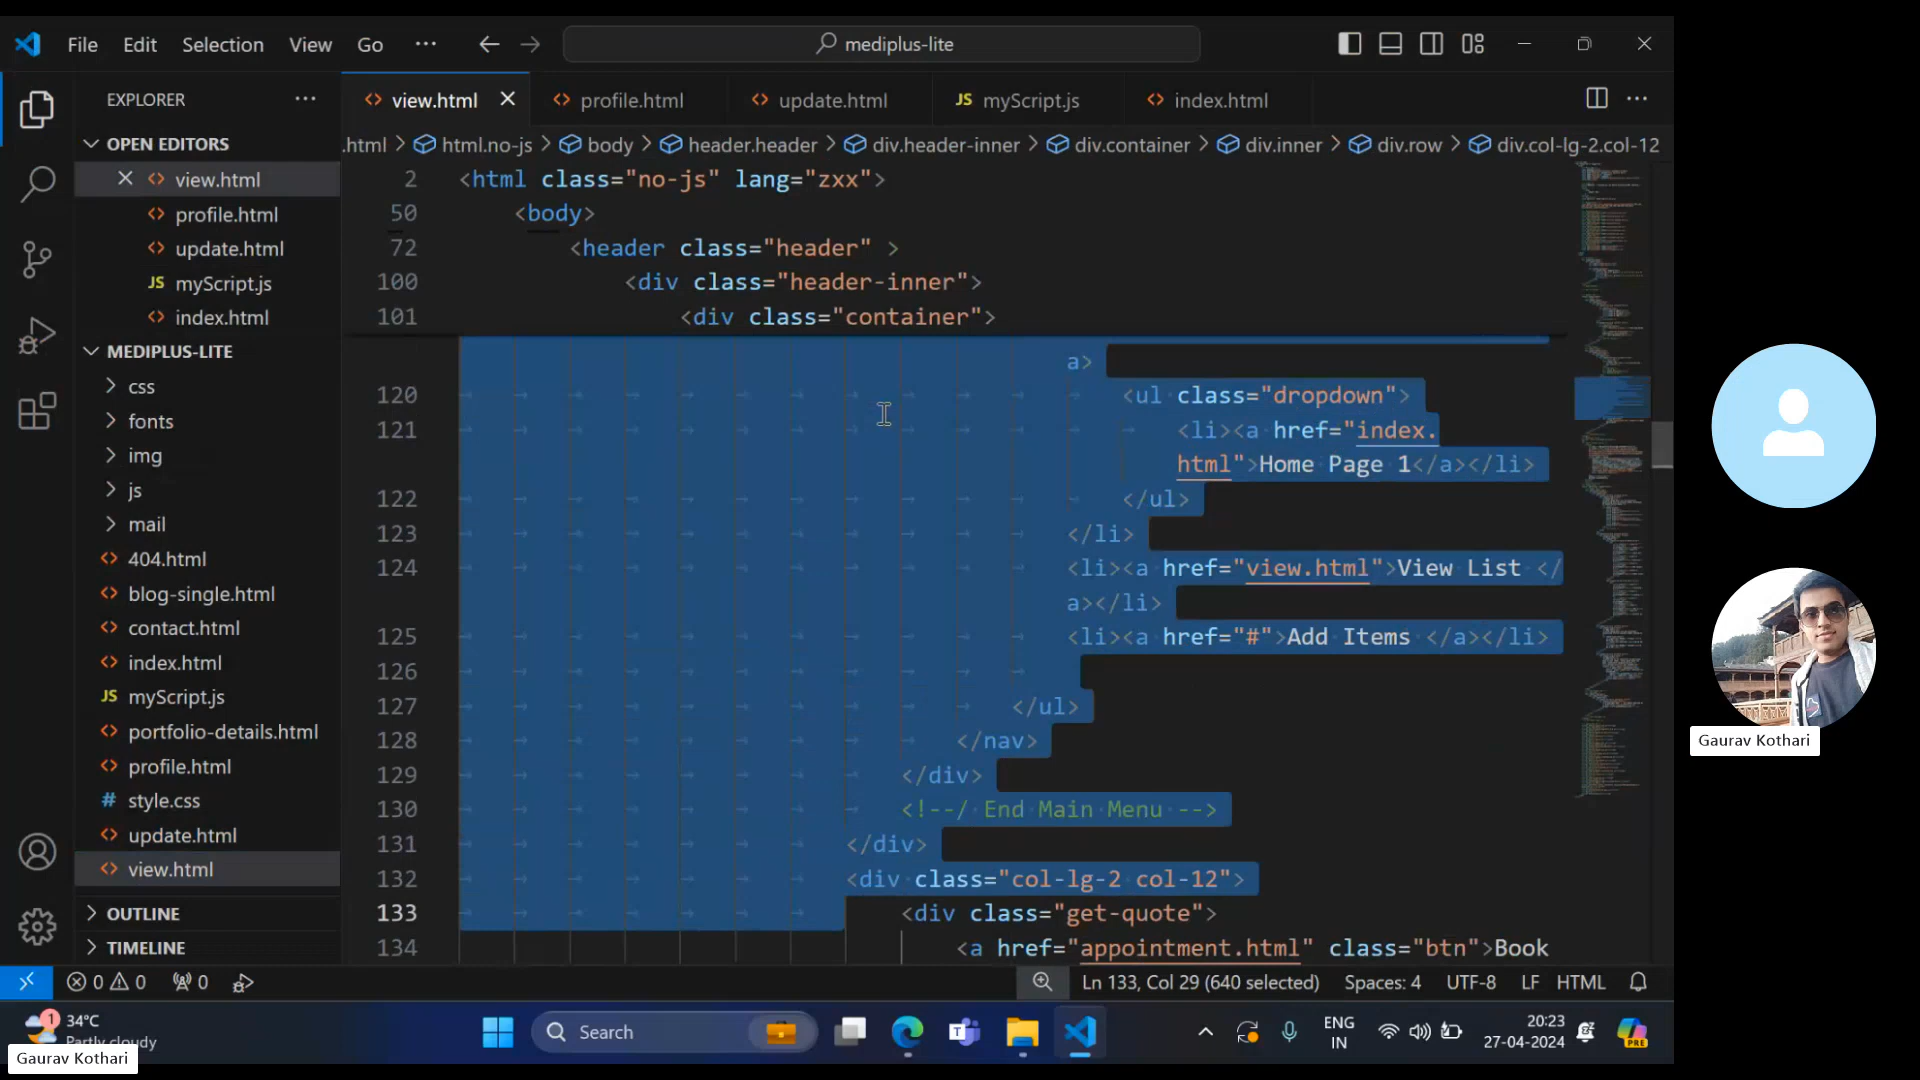 File Edit Selection View Go ··· mediplus-lite
EXPLORER ···
OPEN EDITORS
view.html
profile.html
update.html
JS myScript.js
index.html
MEDIPLUS-LITE
css
fonts
img
js
mail
404.html
blog-single.html
contact.html
index.html
JS myScript.js
portfolio-details.html
profile.html
# style.css
update.html
view.html
OUTLINE
TIMELINE
view.html profile.html update.html JS myScript.js index.html ···
.html > html.no-js > body > header.header > div.header-inner > div.container > div.inner > div.row > div.col-lg-2.col-12
2 <html class="no-js" lang="zxx">
50 <body>
72 <header class="header" >
100 <div class="header-inner">
101 <div class="container">
a>
120 <ul class="dropdown">
121 <li><a href="index.
html">Home Page 1</a></li>
122 </ul>
123 </li>
124 <li><a href="view.html">View List </
a></li>
125 <li><a href="#">Add Items </a></li>
126
127 </ul>
128 </nav>
129 </div>
130 <!--/ End Main Menu -->
131 </div>
132 <div class="col-lg-2 col-12">
133 <div class="get-quote">
134 <a href="appointment.html" class="btn">Book
0 0 0 Ln 133, Col 29 (640 selected) Spaces: 4 UTF-8 LF HTML
1 34°C
Partly cloudy
Search
ENG
IN
20:23
27-04-2024
PRE
Gaurav Kothari
Gaurav Kothari